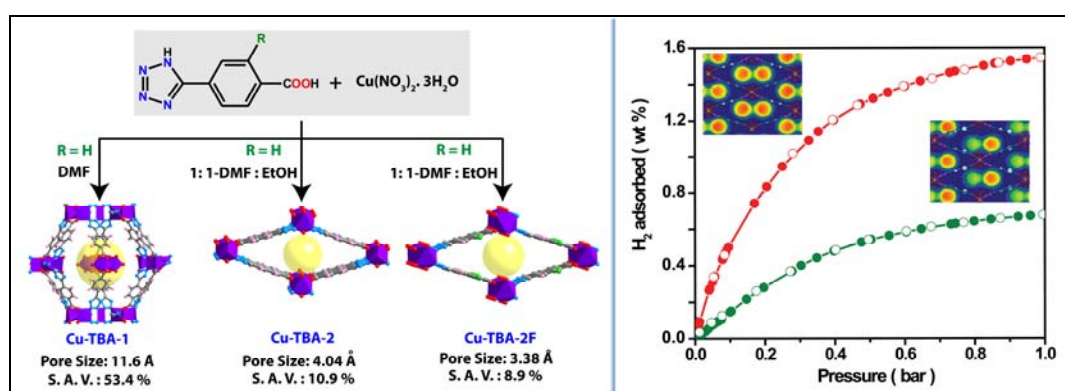 H
N
R
N
N
N
COOH + Cu(NO3)2. 3H2O
R = H
DMF
R = H
1: 1-DMF : EtOH
R = H
1: 1-DMF : EtOH
Cu-TBA-1
Pore Size: 11.6 Å
S. A. V. : 53.4 %
Cu-TBA-2
Pore Size: 4.04 Å
S. A. V. : 10.9 %
Cu-TBA-2F
Pore Size: 3.38 Å
S. A. V. : 8.9 %
H2 adsorbed ( wt % )
1.6
1.2
0.8
0.4
0.0
0.0 0.2 0.4 0.6 0.8 1.0
Pressure ( bar )